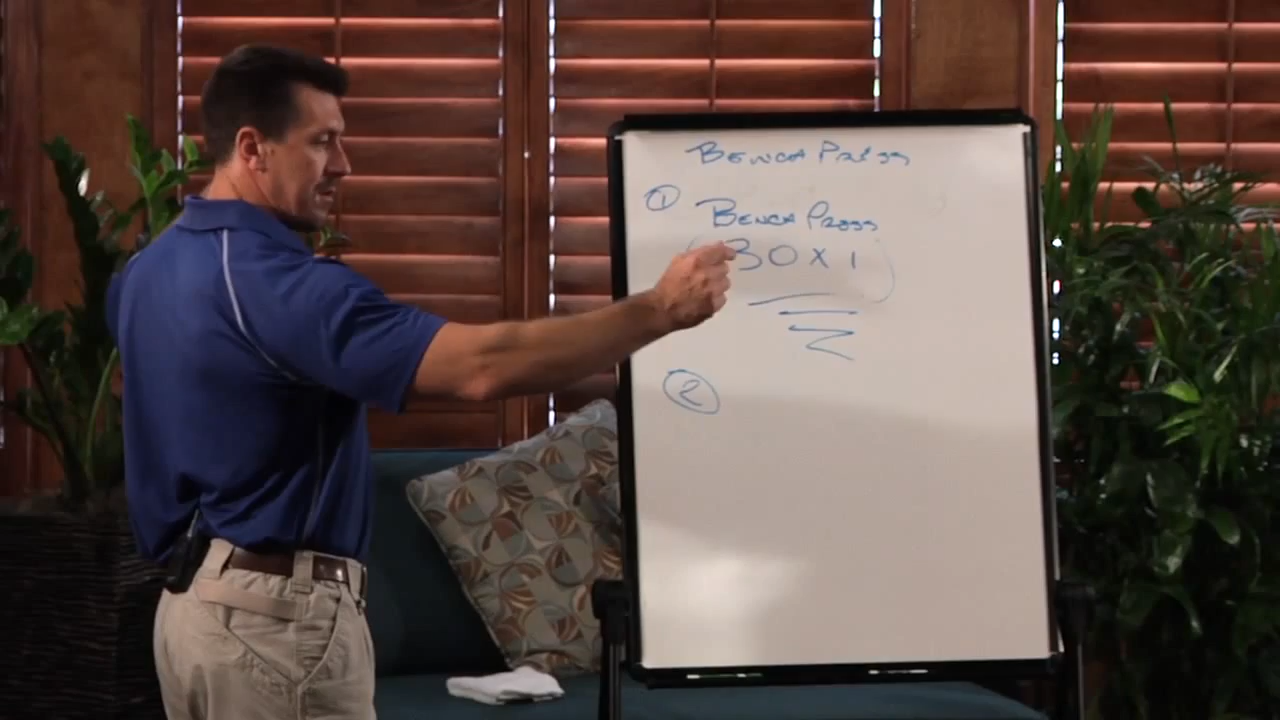 Bench Press
① Bench Press
30 x 1
②